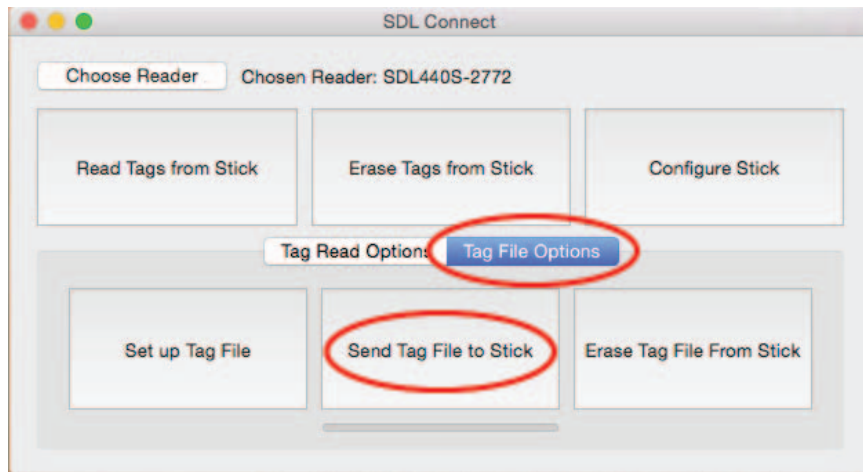 SDL Connect
Choose Reader
Chosen Reader: SDL440S-2772
Read Tags from Stick
Erase Tags from Stick
Configure Stick
Tag Read Options
Tag File Options
Set up Tag File
Send Tag File to Stick
Erase Tag File From Stick